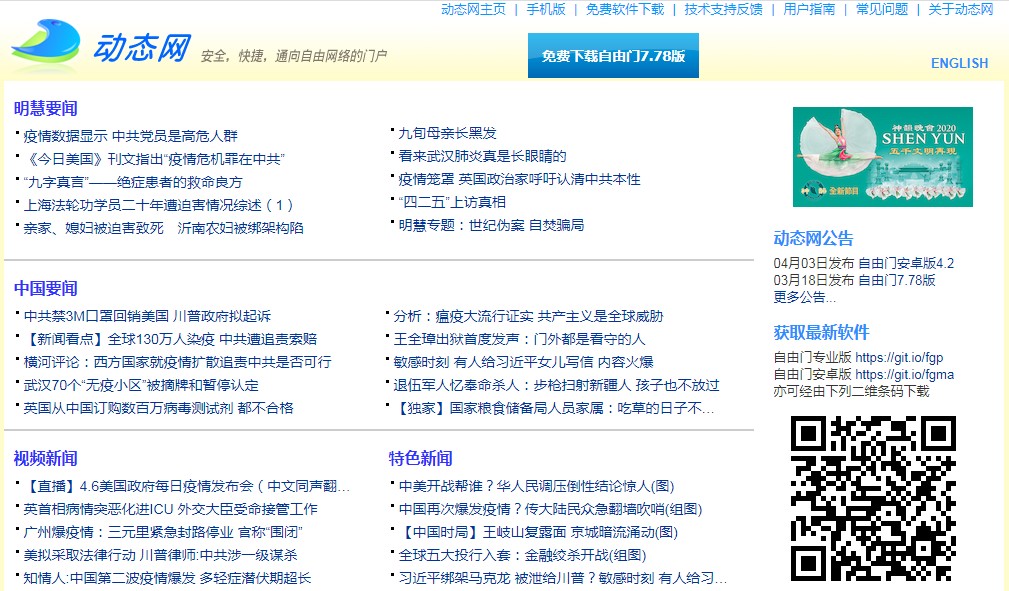 动态网主页 | 手机版 | 免费软件下载 | 技术支持反馈 | 用户指南 | 常见问题 | 关于动态网
动态网 安全，快捷，通向自由网络的门户
免费下载自由门7.78版
ENGLISH
明慧要闻
疫情数据显示 中共党员是高危人群
《今日美国》刊文指出“疫情危机罪在中共”
“九字真言”——绝症患者的救命良方
上海法轮功学员二十年遭迫害情况综述（1）
亲家、媳妇被迫害致死 沂南农妇被绑架构陷
九旬母亲长黑发
看来武汉肺炎真是长眼睛的
疫情笼罩 英国政治家呼吁认清中共本性
“四二五”上访真相
明慧专题：世纪伪案 自焚骗局
中国要闻
中共禁3M口罩回销美国 川普政府拟起诉
【新闻看点】全球130万人染疫 中共遭追责索赔
横河评论：西方国家就疫情扩散追责中共是否可行
武汉70个“无疫小区”被摘牌和暂停认定
英国从中国订购数百万病毒测试剂 都不合格
分析：瘟疫大流行证实 共产主义是全球威胁
王全璋出狱首度发声：门外都是看守的人
敏感时刻 有人给习近平女儿写信 内容火爆
退伍军人忆奉命杀人：步枪扫射新疆人 孩子也不放过
【独家】国家粮食储备局人员家属：吃草的日子不…
视频新闻
【直播】4.6美国政府每日疫情发布会（中文同声翻…
英首相病情突恶化进ICU 外交大臣受命接管工作
广州爆疫情：三元里紧急封路停业 官称“围闭”
美拟采取法律行动 川普律师:中共涉一级谋杀
知情人:中国第二波疫情爆发 多轻症潜伏期超长
特色新闻
中美开战帮谁？华人民调压倒性结论惊人(图)
中国再次爆发疫情？传大陆民众急翻墙吹哨(组图)
【中国时局】王岐山复露面 京城暗流涌动(图)
全球五大投行入套：金融绞杀开战(组图)
习近平绑架马克龙 被泄给川普？敏感时刻 有人写…
神韻晚會2020
SHEN YUN
五千文明再現
全新節目
动态网公告
04月03日发布 自由门安卓版4.2
03月18日发布 自由门7.78版
更多公告...
获取最新软件
自由门专业版 https://git.io/fgp
自由门安卓版 https://git.io/fgma
亦可经由下列二维条码下载